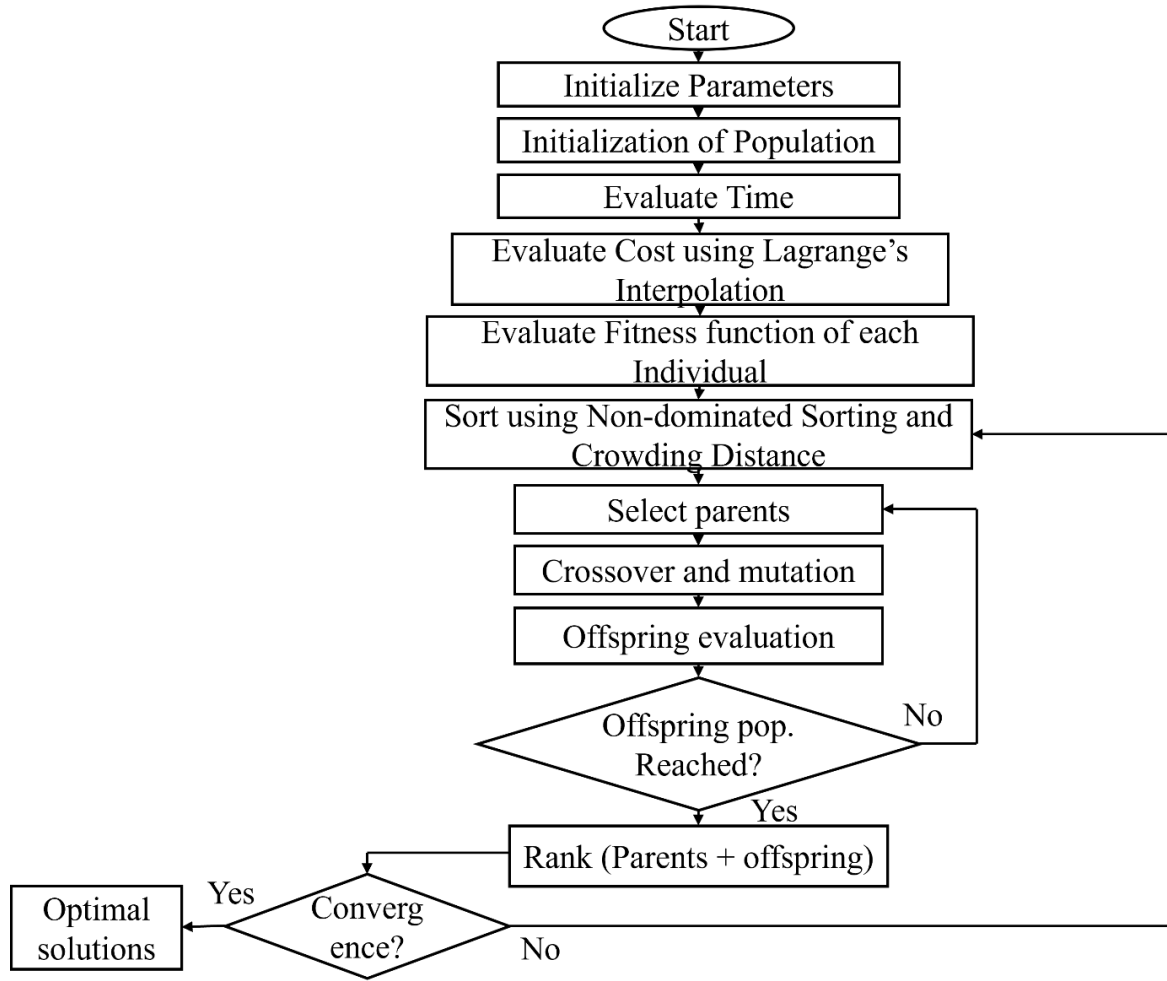 Start
Initialize Parameters
Initialization of Population
Evaluate Time
Evaluate Cost using Lagrange’s
Interpolation
Evaluate Fitness function of each
Individual
Sort using Non-dominated Sorting and
Crowding Distance
Select parents
Crossover and mutation
Offspring evaluation
Offspring pop.
Reached?
No
Yes
Rank (Parents + offspring)
Converg
ence?
Yes
No
Optimal
solutions